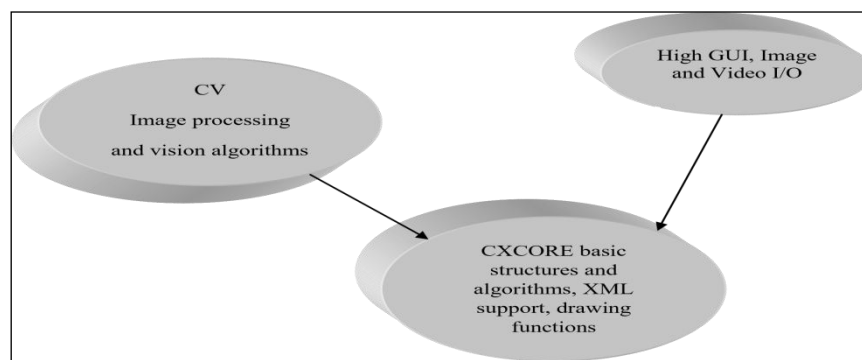 CV
Image processing
and vision algorithms
High GUI, Image
and Video I/O
CXCORE basic
structures and
algorithms, XML
support, drawing
functions